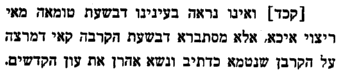 [קכד] ואינו נראה בעינינו דבשעת טומאה מאי
ריצוי איכא, אלא מסתברא דבשעת הקרבה קאי דמרצה
על הקרבן שנטמא כדתיב ונשא אהרן את עון הקדשים.